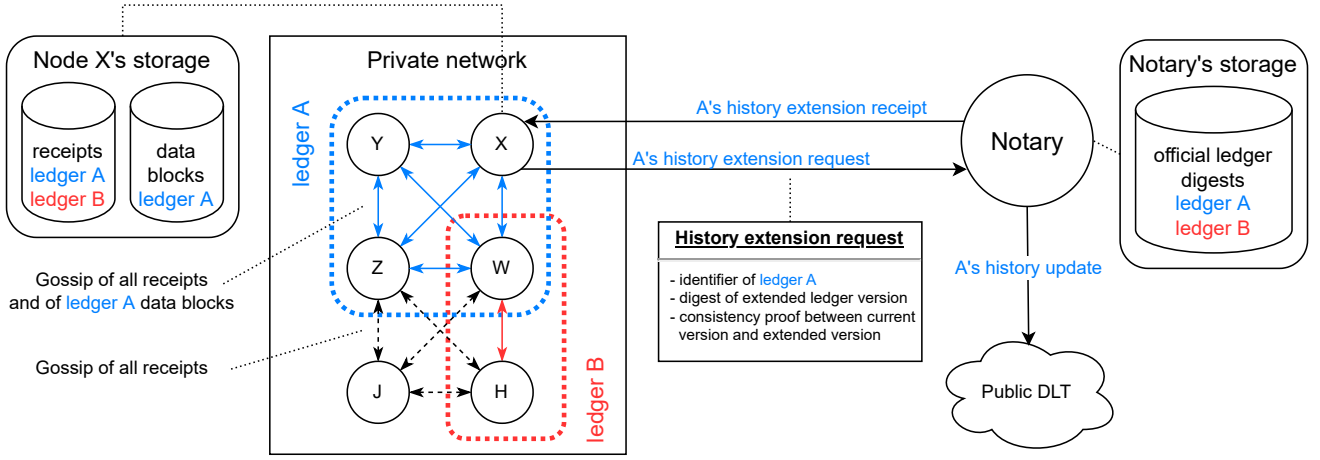 Node X's storage
receipts
ledger A
ledger B
data
blocks
ledger A
Gossip of all receipts
and of ledger A data blocks
Gossip of all receipts
Private network
ledger A
Y
X
Z
W
J
H
ledger B
A's history extension receipt
A's history extension request
History extension request
- identifier of ledger A
- digest of extended ledger version
- consistency proof between current
version and extended version
Notary
A's history update
Public DLT
Notary's storage
official ledger
digests
ledger A
ledger B